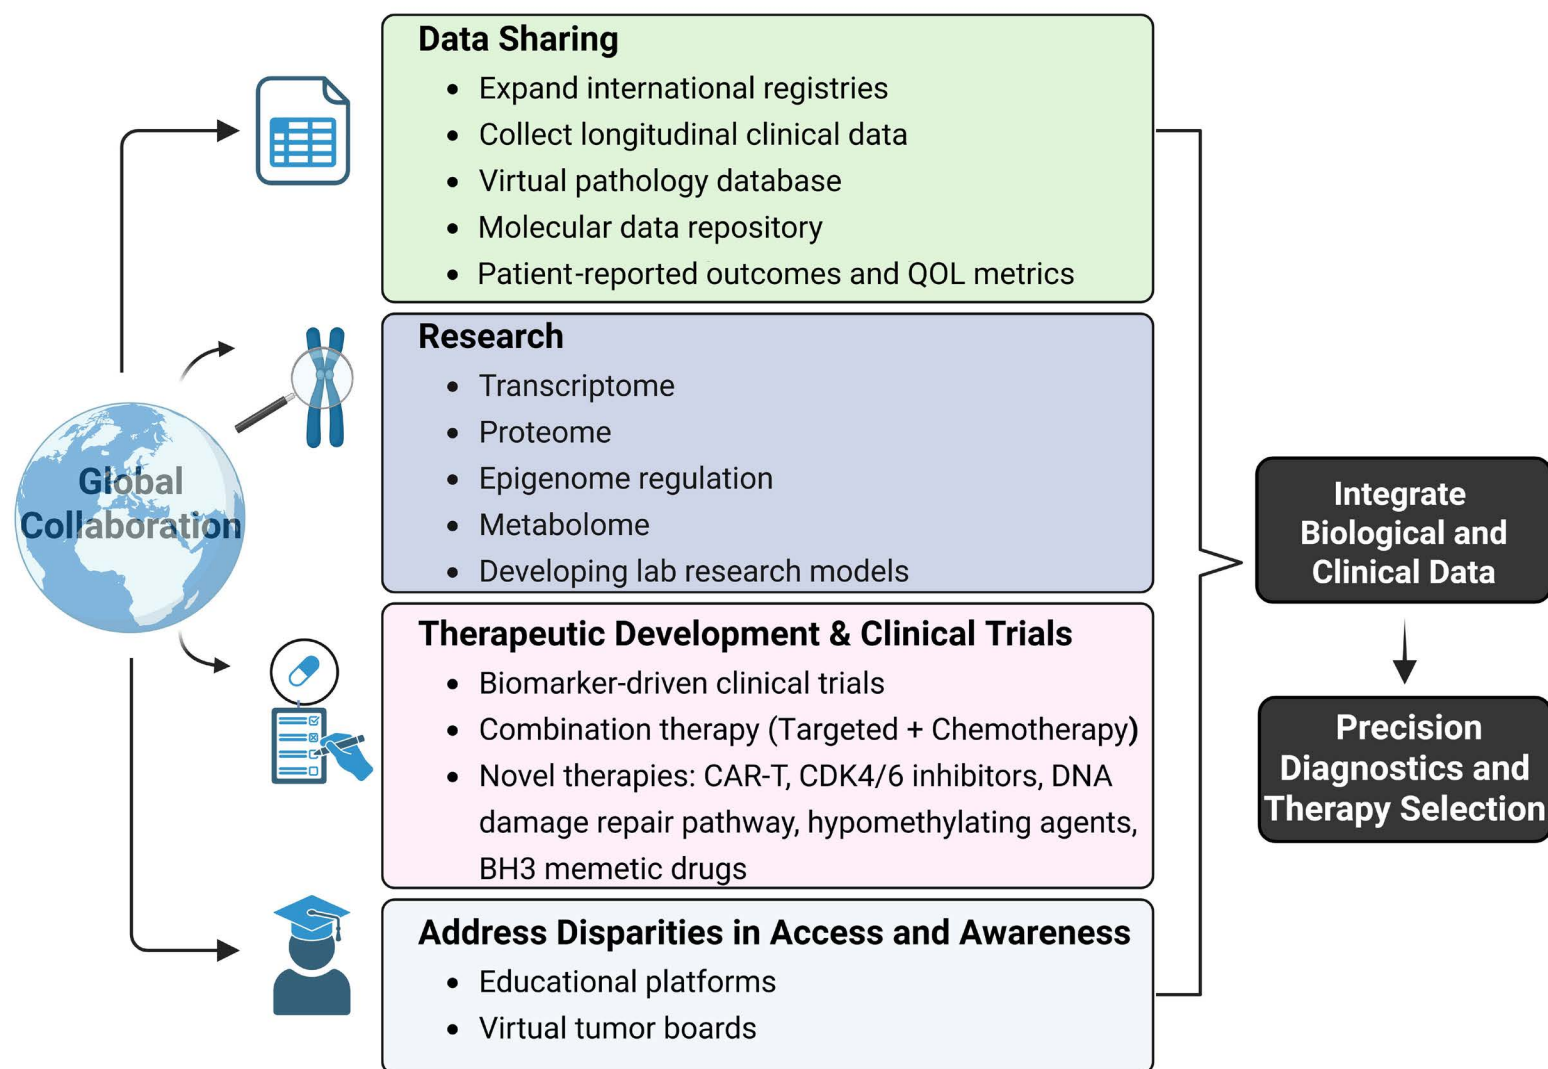 Data Sharing
• Expand international registries
• Collect longitudinal clinical data
• Virtual pathology database
• Molecular data repository
• Patient-reported outcomes and QOL metrics
Research
• Transcriptome
• Proteome
• Epigenome regulation
• Metabolome
• Developing lab research models
Global
Collaboration
Therapeutic Development & Clinical Trials
• Biomarker-driven clinical trials
• Combination therapy (Targeted + Chemotherapy)
• Novel therapies: CAR-T, CDK4/6 inhibitors, DNA
damage repair pathway, hypomethylating agents,
BH3 memetic drugs
Address Disparities in Access and Awareness
• Educational platforms
• Virtual tumor boards
Integrate
Biological and
Clinical Data
Precision
Diagnostics and
Therapy Selection